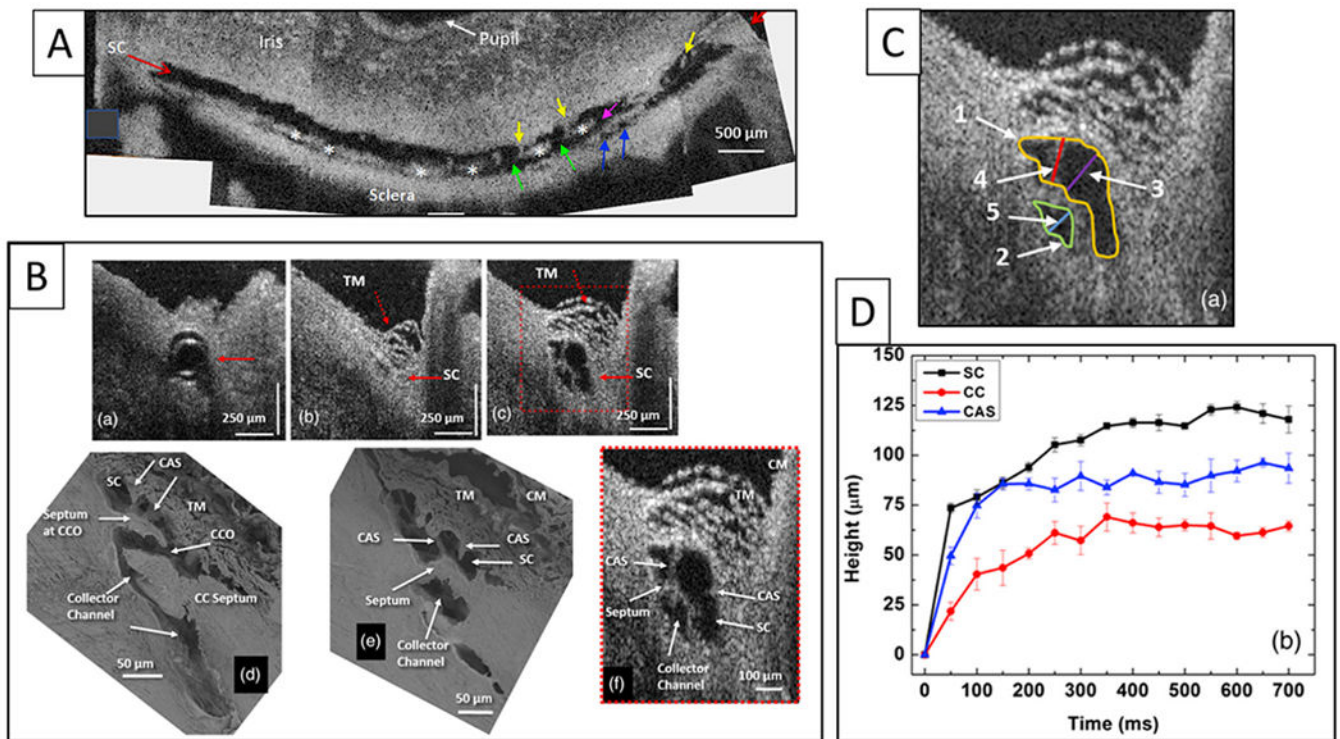 A
SC
Iris
Pupil
500 µm
Sclera
*
*
*
*
*
*
B
(a)
250 µm
TM
SC
(b)
250 µm
TM
SC
(c)
250 µm
CAS
SC
Septum
at CCO
TM
CCO
Collector
Channel
CC Septum
50 µm
(d)
TM
CM
CAS
CAS
SC
Septum
Collector
Channel
(e)
50 µm
CM
TM
CAS
Septum
CAS
SC
Collector
Channel
(f)
100 µm
C
1
4
3
5
2
(a)
D
150
125
100
75
50
25
0
Height (µm)
SC
CC
CAS
(b)
0 100 200 300 400 500 600 700
Time (ms)